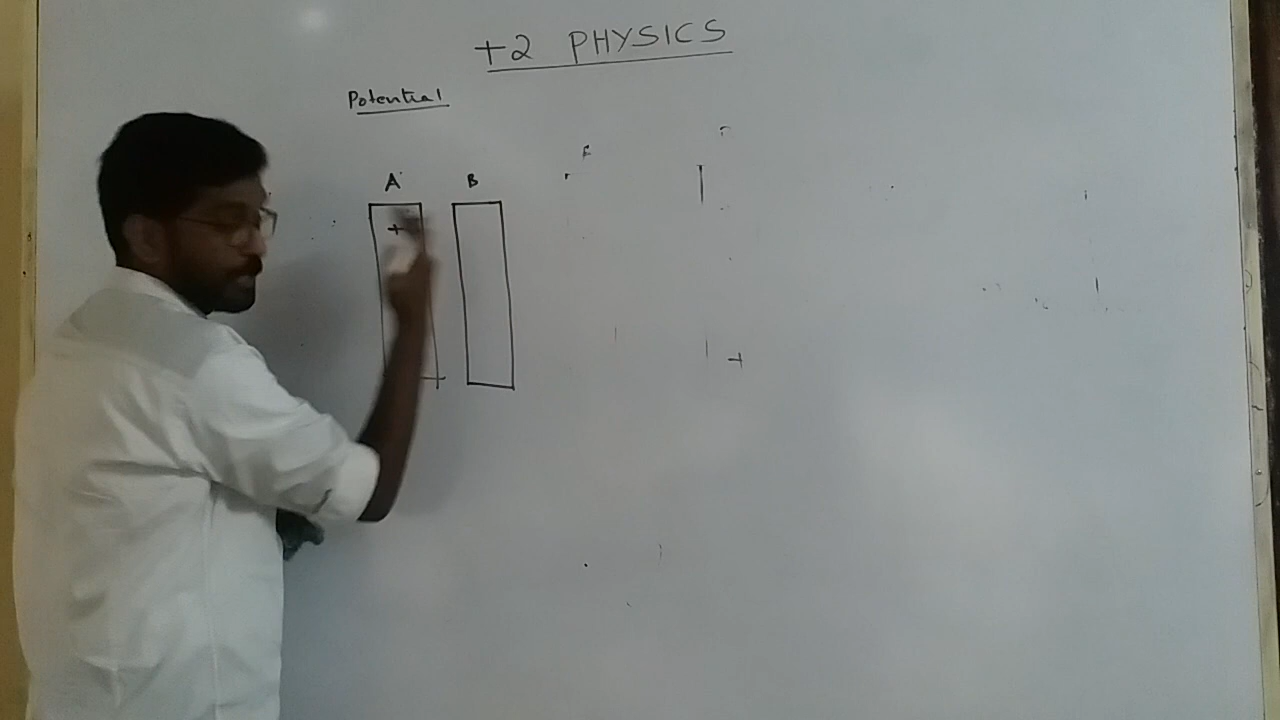 +2 PHYSICS
Potential
A B
+
+